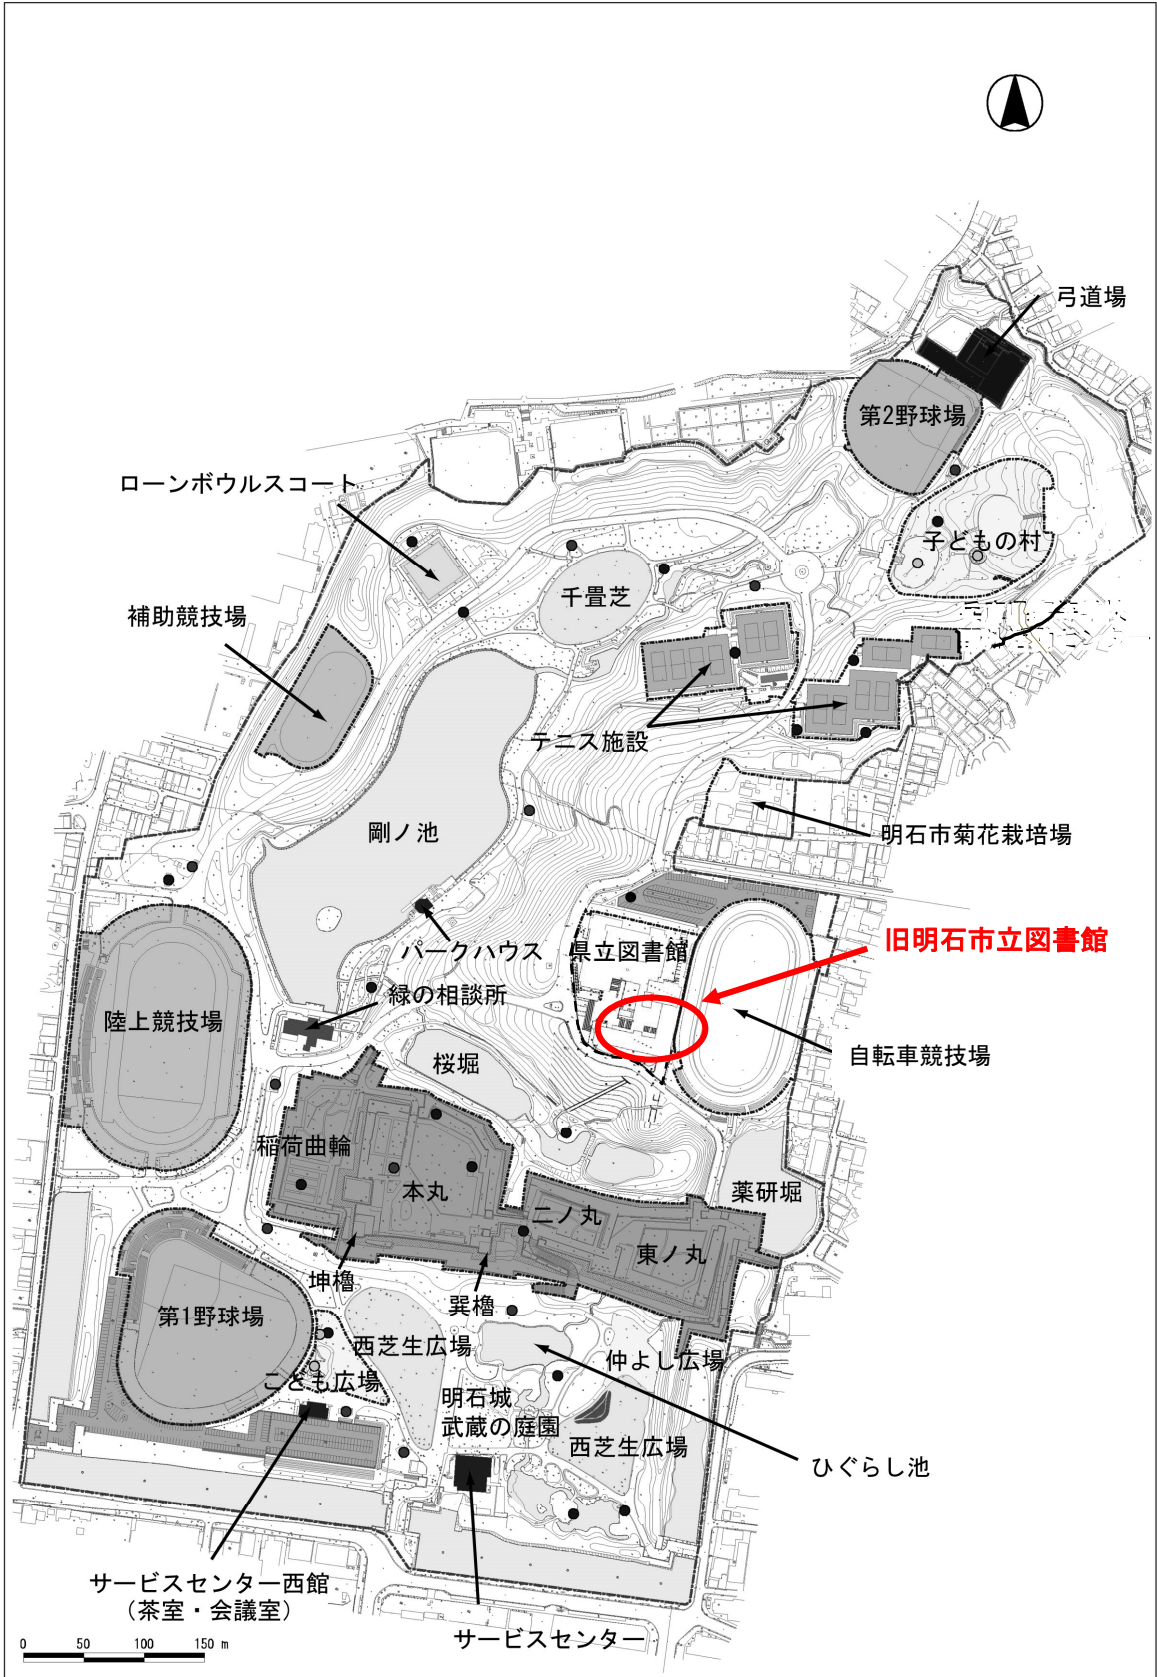 弓道場
第2野球場
ローンボウルスコート
子どもの村
千畳芝
補助競技場
テニス施設
剛ノ池
明石市菊花栽培場
旧明石市立図書館
パークハウス
県立図書館
緑の相談所
陸上競技場
自転車競技場
桜堀
稲荷曲輪
本丸
薬研堀
二ノ丸
東ノ丸
坤櫓
巽櫓
第1野球場
西芝生広場
仲よし広場
こども広場
明石城
武蔵の庭園
西芝生広場
ひぐらし池
サービスセンター西館
(茶室・会議室)
サービスセンター
0 50 100 150 m